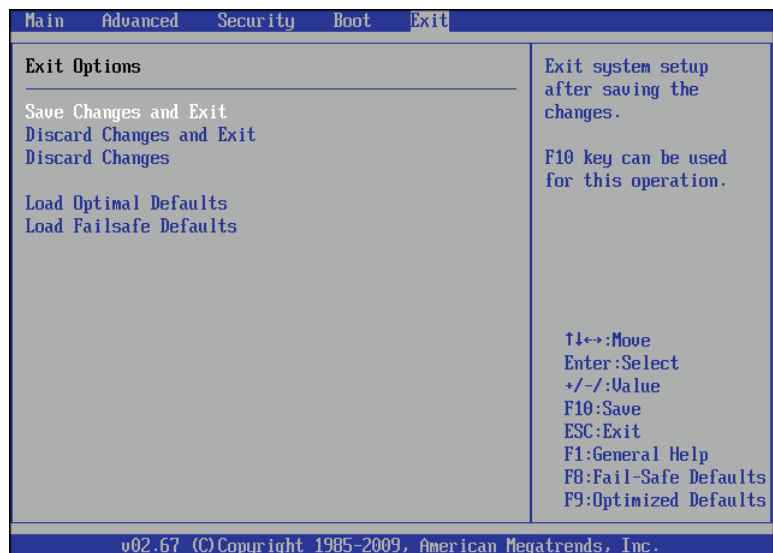 Main Advanced Security Boot Exit
Exit Options
Save Changes and Exit
Discard Changes and Exit
Discard Changes
Load Optimal Defaults
Load Failsafe Defaults
Exit system setup
after saving the
changes.
F10 key can be used
for this operation.
↑↓↔:Move
Enter:Select
+/-/:Value
F10:Save
ESC:Exit
F1:General Help
F8:Fail-Safe Defaults
F9:Optimized Defaults
v02.67 (C)Copyright 1985-2009, American Megatrends, Inc.